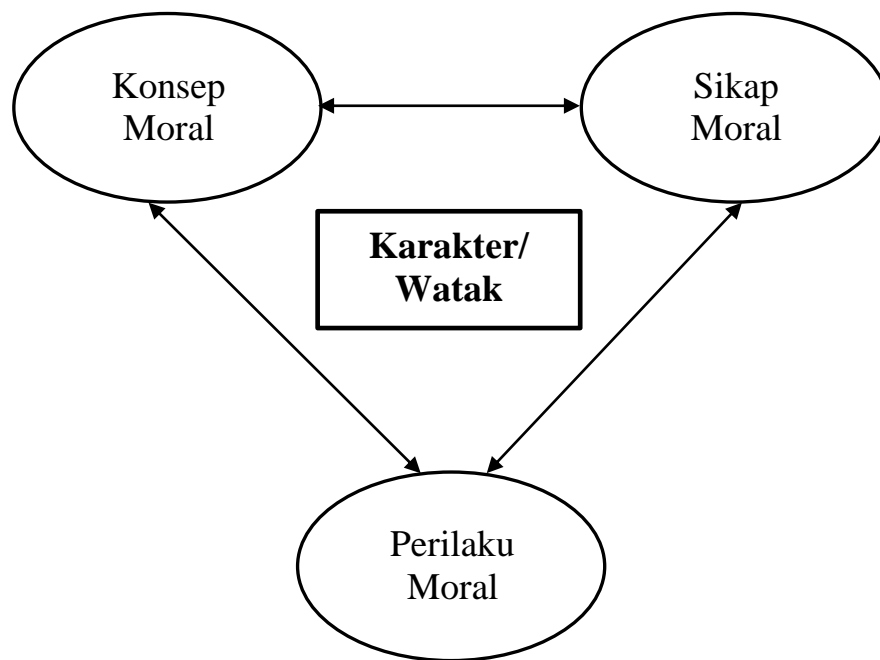 Konsep
Moral
Sikap
Moral
Karakter/
Watak
Perilaku
Moral